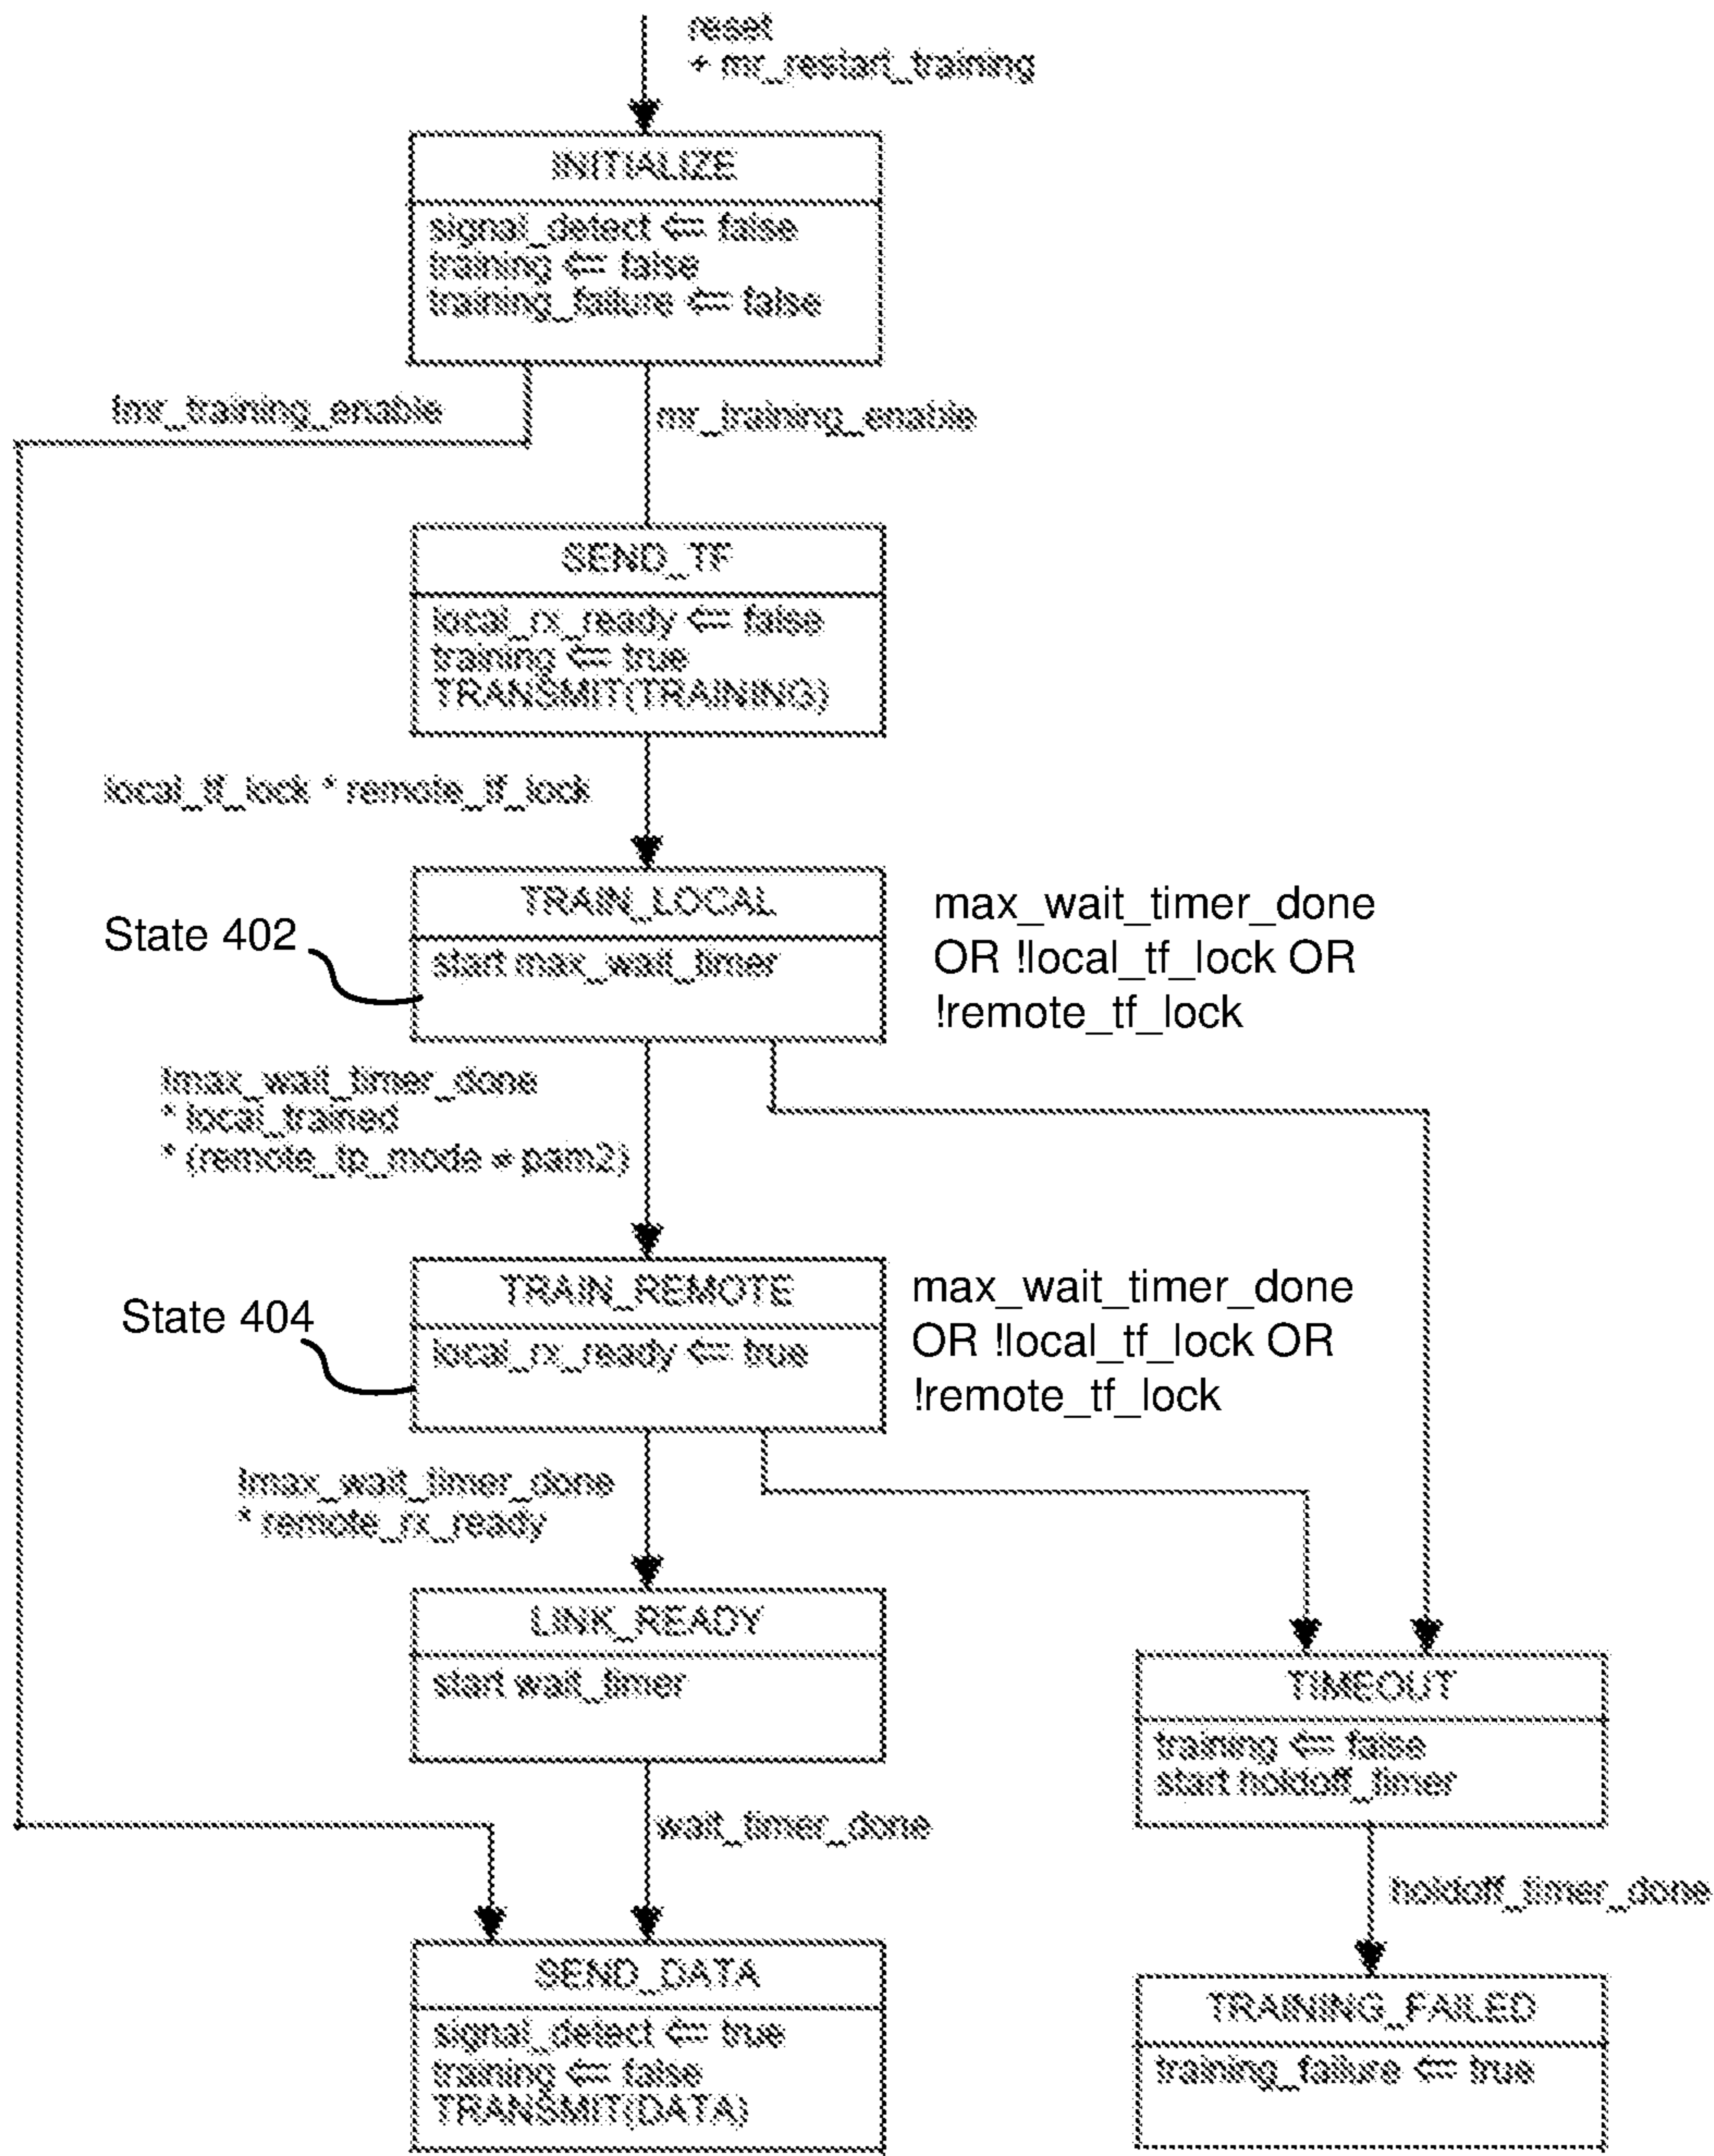 reset
+ mr_restart_training
INITIALIZE
signal_detect ⇐ false
training ⇐ false
training_failure ⇐ false
!mr_training_enable
mr_training_enable
SEND_TF
local_rx_ready ⇐ false
training ⇐ true
TRANSMIT(TRAINING)
local_tf_lock * remote_tf_lock
TRAIN_LOCAL
State 402
start max_wait_timer
max_wait_timer_done
OR !local_tf_lock OR
!remote_tf_lock
!max_wait_timer_done
* local_trained
* (remote_tp_mode = pam2)
TRAIN_REMOTE
State 404
local_rx_ready ⇐ true
max_wait_timer_done
OR !local_tf_lock OR
!remote_tf_lock
!max_wait_timer_done
* remote_rx_ready
LINK_READY
start wait_timer
TIMEOUT
training ⇐ false
start holdoff_timer
wait_timer_done
holdoff_timer_done
SEND_DATA
signal_detect ⇐ true
training ⇐ false
TRANSMIT(DATA)
TRAINING_FAILED
training_failure ⇐ true